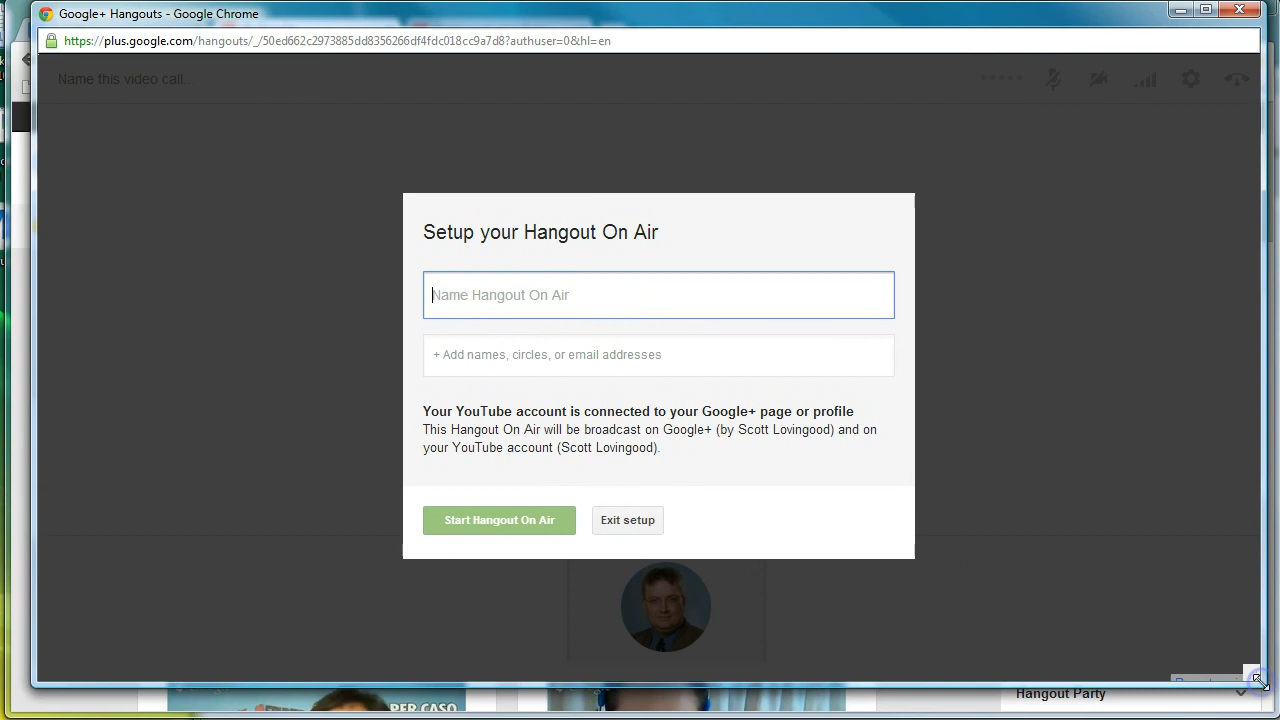 Google+ Hangouts - Google Chrome
https://plus.google.com/hangouts/_/50ed662c2973885dd8356266df4fdc018cc9a7d8?authuser=0&hl=en
Name this video call..
Setup your Hangout On Air
Name Hangout On Air
+ Add names, circles, or email addresses
Your YouTube account is connected to your Google+ page or profile
This Hangout On Air will be broadcast on Google+ (by Scott Lovingood) and on
your YouTube account (Scott Lovingood).
Start Hangout On Air
Exit setup
PER CASO
Hangout Party